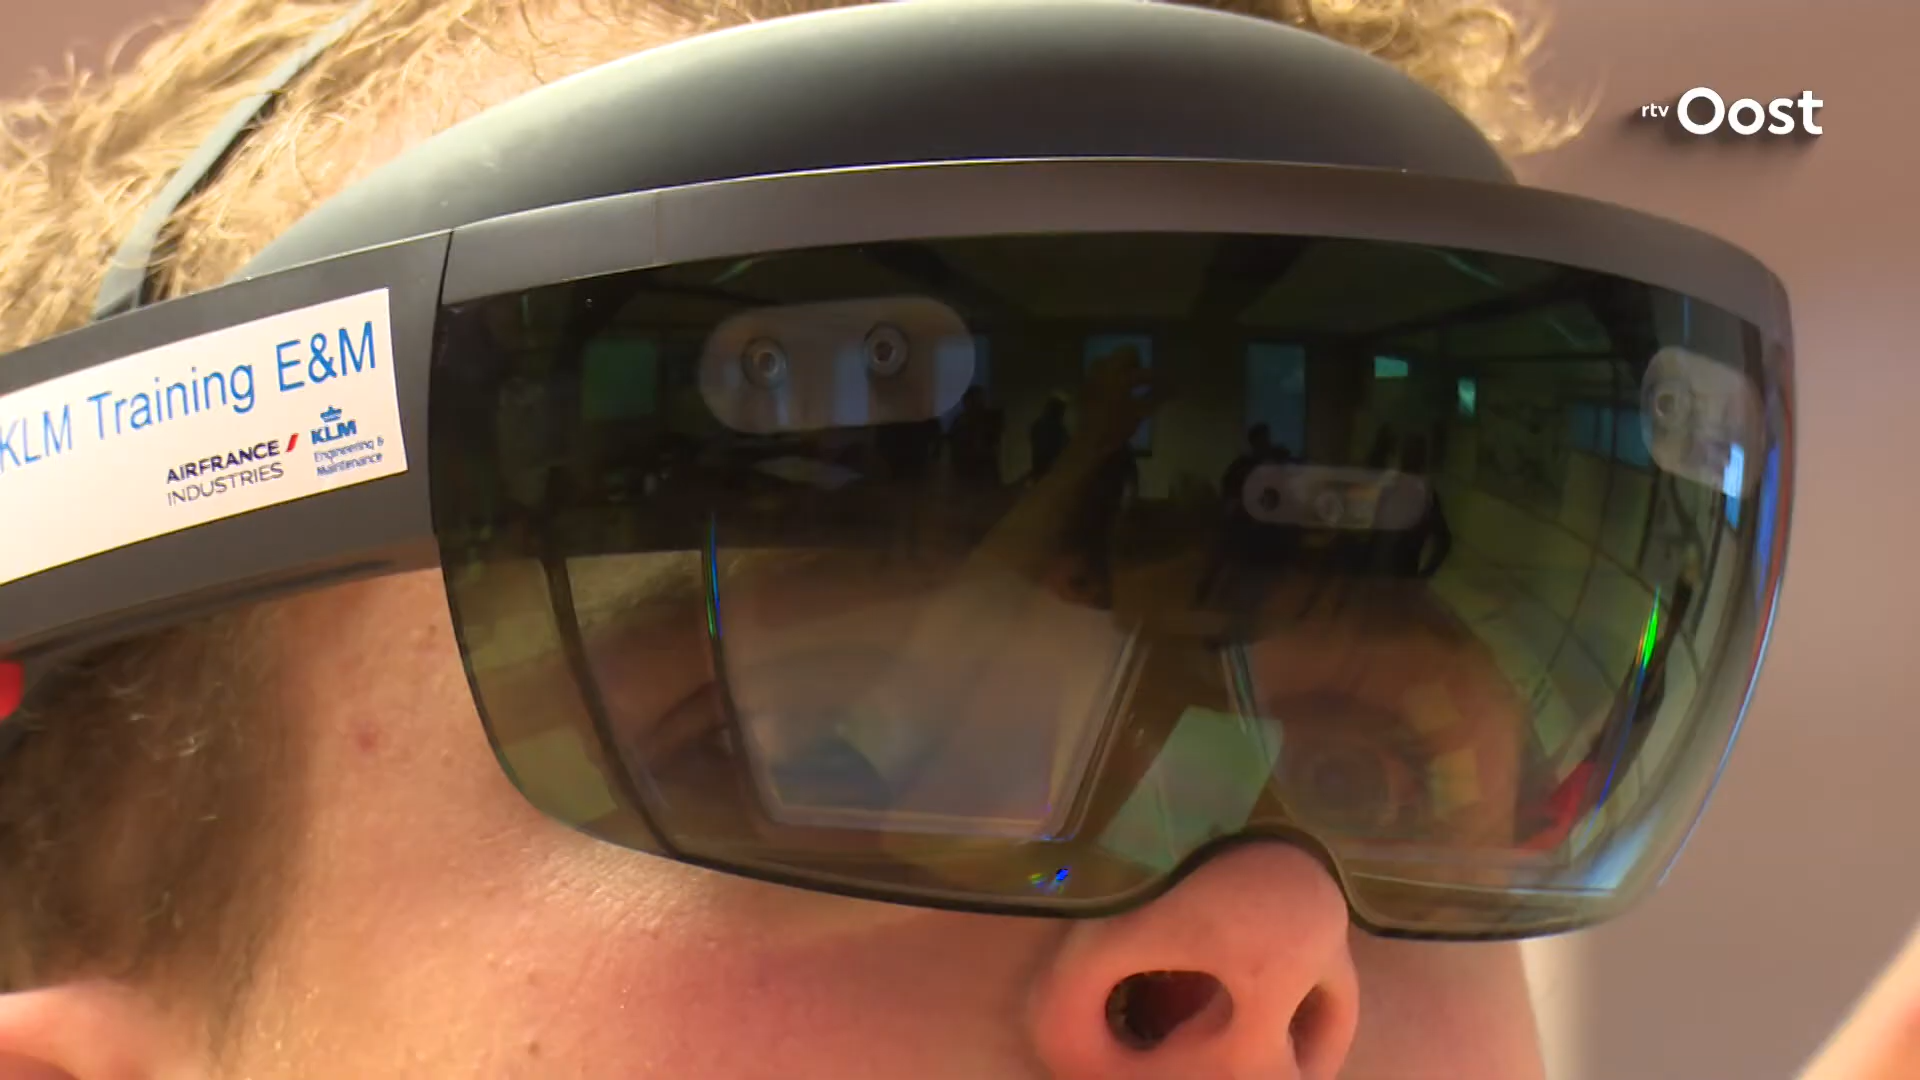 rtv Oost
KLM Training E&M
AIRFRANCE KLM
INDUSTRIES Engineering &
Maintenance